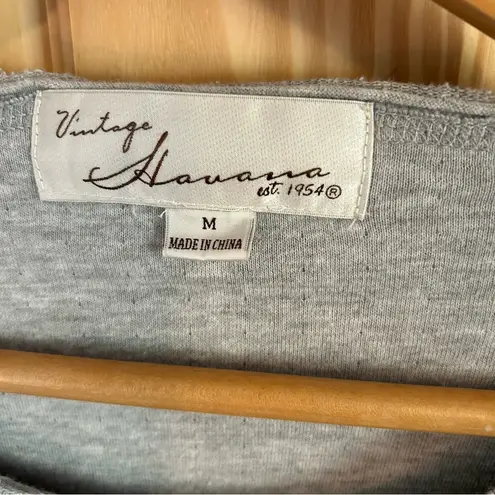 Vintage
Havana
est. 1954®
M
MADE IN CHINA